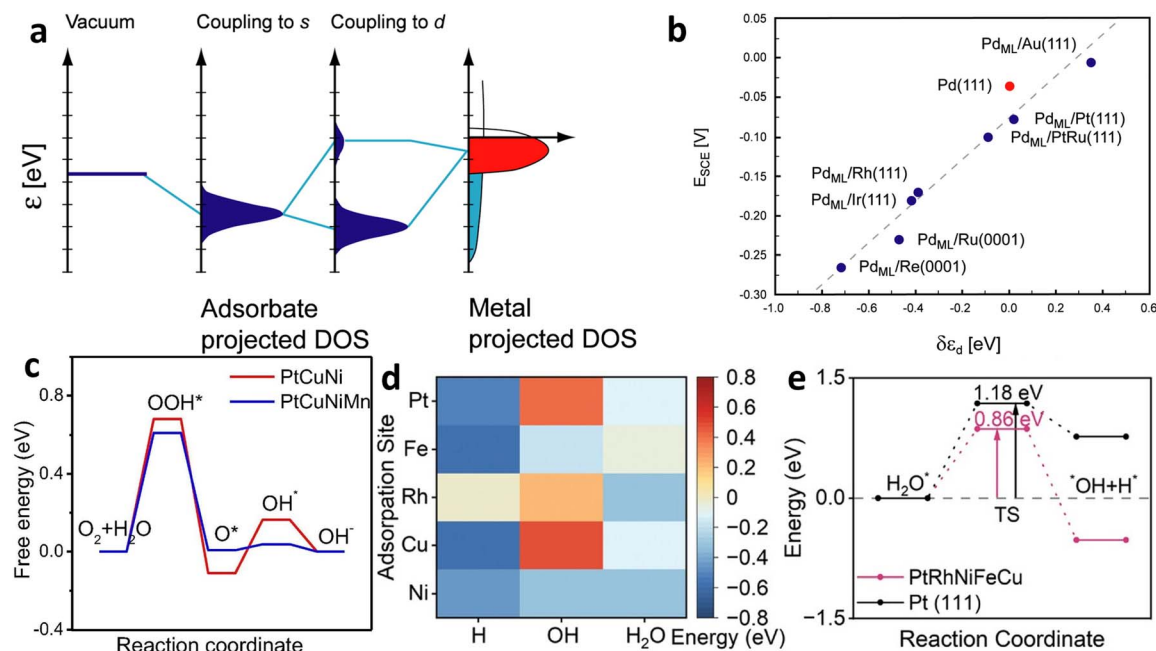 a
Vacuum
Coupling to s
Coupling to d
ε [eV]
Adsorbate
projected DOS
Metal
projected DOS
b
0.00
-0.05
-0.10
-0.15
-0.20
-0.25
-0.30
E_SCE [V]
Pd_ML/Au(111)
Pd(111)
Pd_ML/Pt(111)
Pd_ML/PtRu(111)
Pd_ML/Rh(111)
Pd_ML/Ir(111)
Pd_ML/Ru(0001)
Pd_ML/Re(0001)
-1.0 -0.8 -0.6 -0.4 -0.2 0.0 0.2 0.4 0.6
δε_d [eV]
c
0.8
0.4
0.0
-0.4
Free energy (eV)
PtCuNi
PtCuNiMn
OOH*
O₂+H₂O
O*
OH*
OH⁻
Reaction coordinate
d
Adsorpation Site
Pt
Fe
Rh
Cu
Ni
H OH H₂O Energy (eV)
0.8
0.6
0.4
0.2
0
−0.2
−0.4
−0.6
−0.8
e
1.5
0.0
−1.5
Energy (eV)
1.18 eV
0.86 eV
H₂O*
*OH+H*
TS
PtRhNiFeCu
Pt (111)
Reaction Coordinate